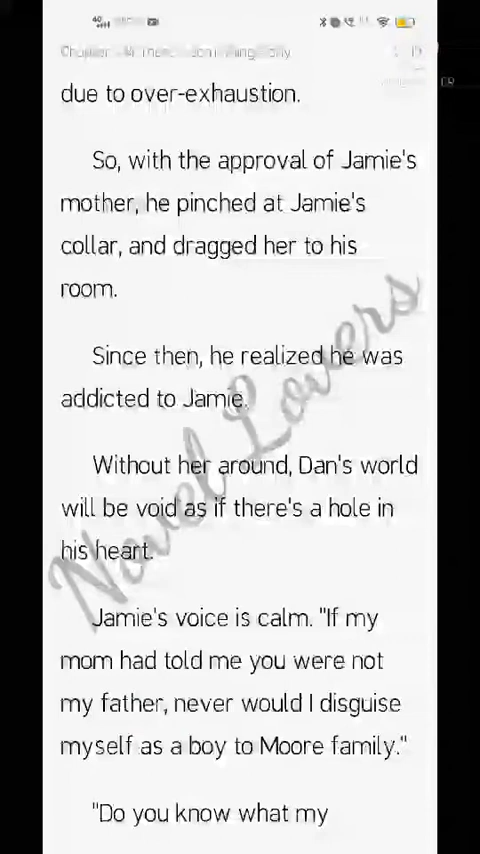 due to over-exhaustion.
So, with the approval of Jamie's
mother, he pinched at Jamie's
collar, and dragged her to his
room.
Since then, he realized he was
addicted to Jamie.
Without her around, Dan's world
will be void as if there's a hole in
his heart.
Jamie's voice is calm. "If my
mom had told me you were not
my father, never would I disguise
myself as a boy to Moore family."
"Do you know what my
Novel Lovers